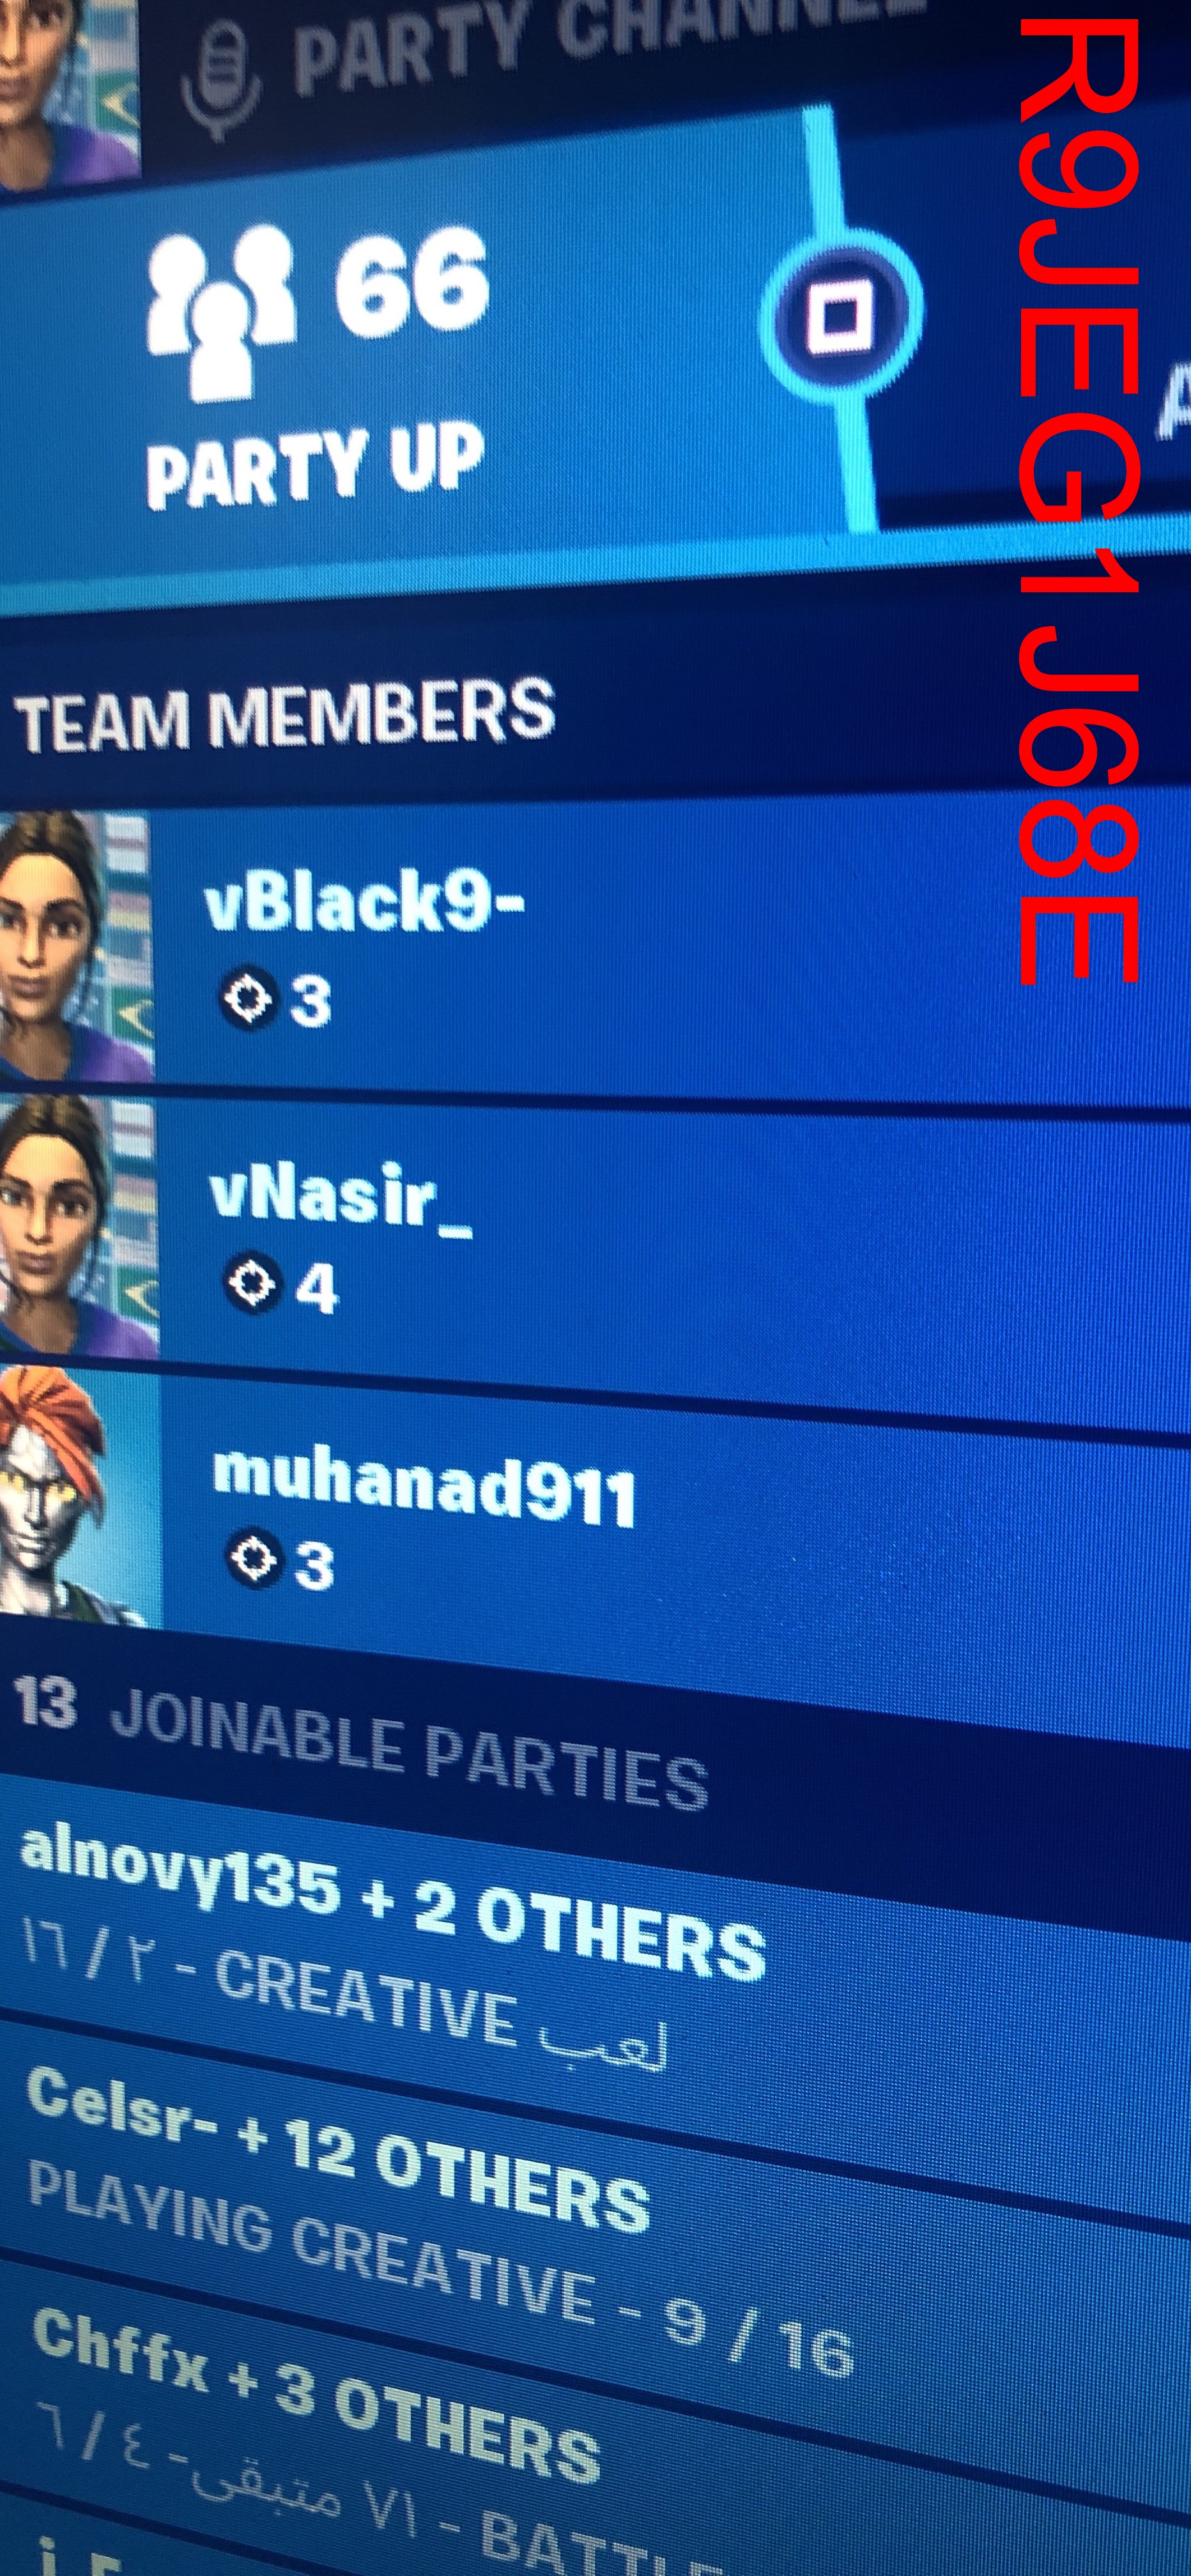 PARTY CHANNEL
66
PARTY UP
TEAM MEMBERS
vBlack9-
3
vNasir_
4
muhanad911
3
13 JOINABLE PARTIES
alnovy135 + 2 OTHERS
١٦ / ٢ - CREATIVE لعب
Celsr- + 12 OTHERS
PLAYING CREATIVE - 9 / 16
Chffx + 3 OTHERS
٦ / ٤ - متبقى ٧١ - BATTLE
R9JEG1J68E